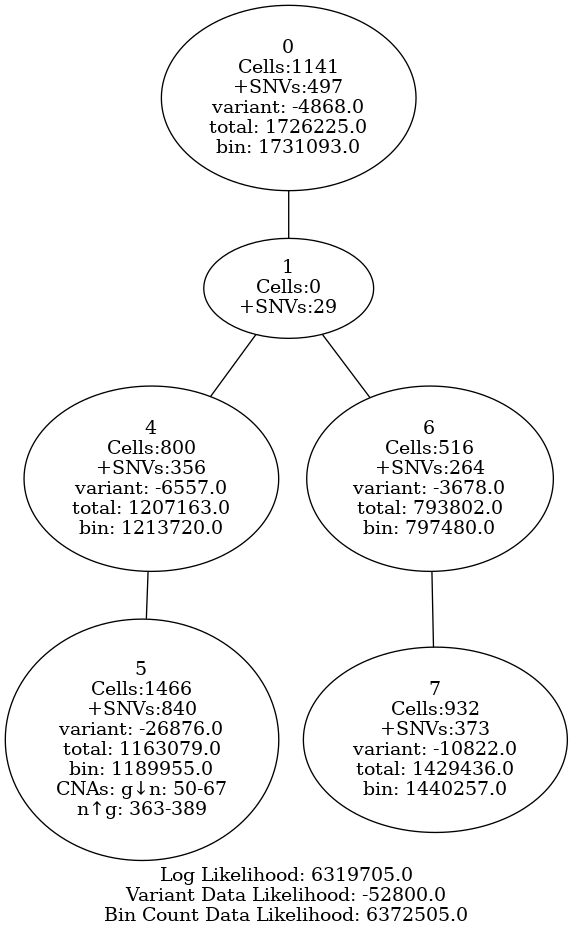 0
Cells:1141
+SNVs:497
variant: -4868.0
total: 1726225.0
bin: 1731093.0
1
Cells:0
+SNVs:29
4
Cells:800
+SNVs:356
variant: -6557.0
total: 1207163.0
bin: 1213720.0
6
Cells:516
+SNVs:264
variant: -3678.0
total: 793802.0
bin: 797480.0
5
Cells:1466
+SNVs:840
variant: -26876.0
total: 1163079.0
bin: 1189955.0
CNAs: g↓n: 50-67
n↑g: 363-389
7
Cells:932
+SNVs:373
variant: -10822.0
total: 1429436.0
bin: 1440257.0
Log Likelihood: 6319705.0
Variant Data Likelihood: -52800.0
Bin Count Data Likelihood: 6372505.0